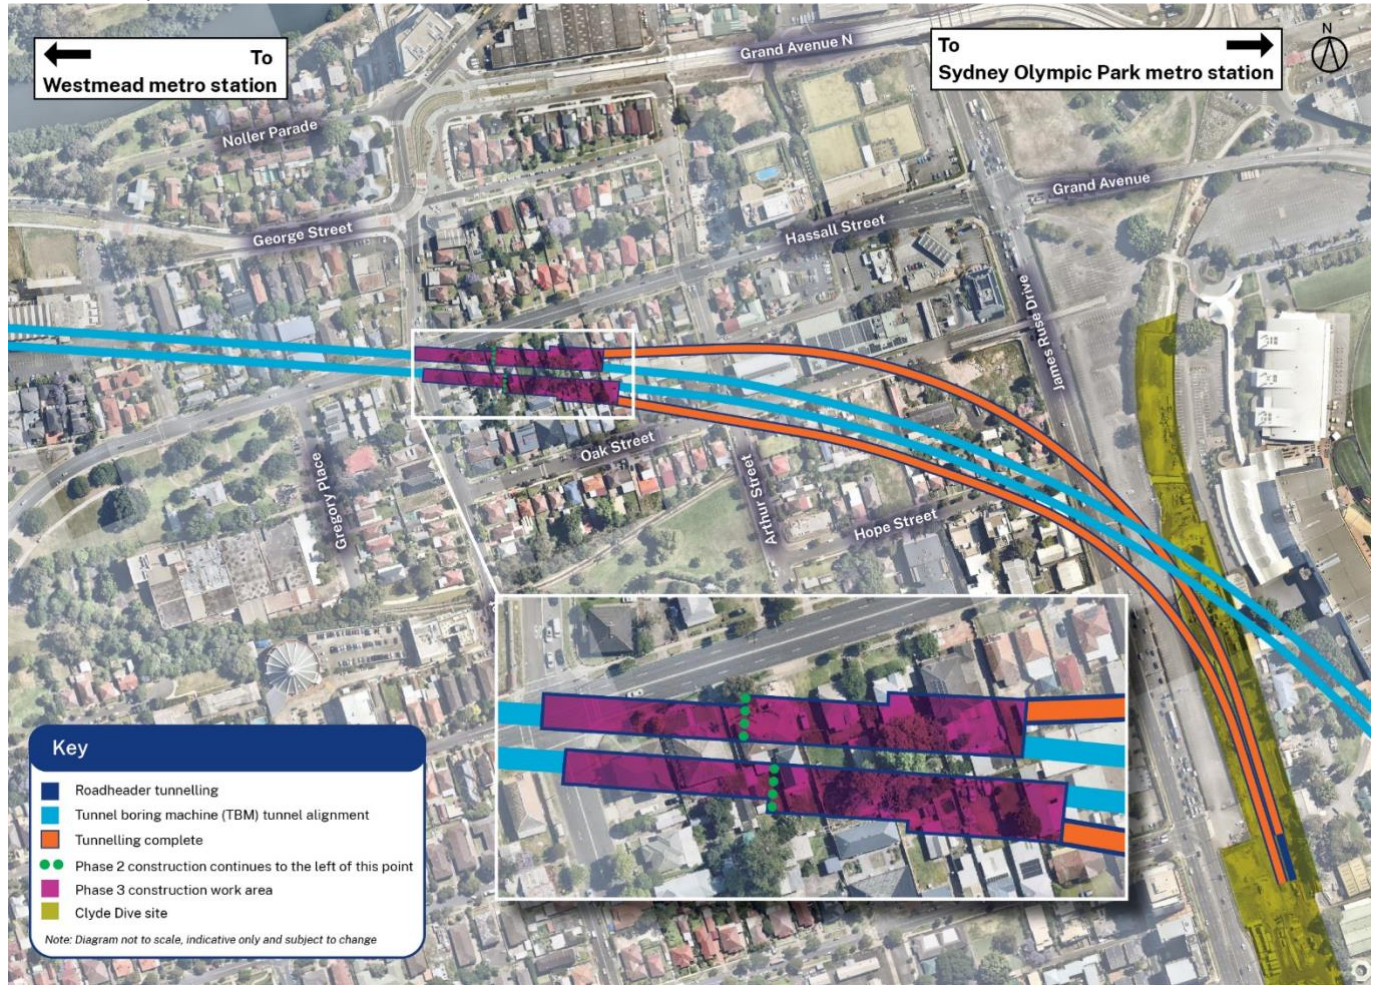 To
Westmead metro station
To
Sydney Olympic Park metro station
N
Grand Avenue N
Noller Parade
Grand Avenue
George Street
Hassall Street
James Ruse Drive
Oak Street
Gregory Place
Arthur Street
Hope Street
Key
Roadheader tunnelling
Tunnel boring machine (TBM) tunnel alignment
Tunnelling complete
Phase 2 construction continues to the left of this point
Phase 3 construction work area
Clyde Dive site
Note: Diagram not to scale, indicative only and subject to change